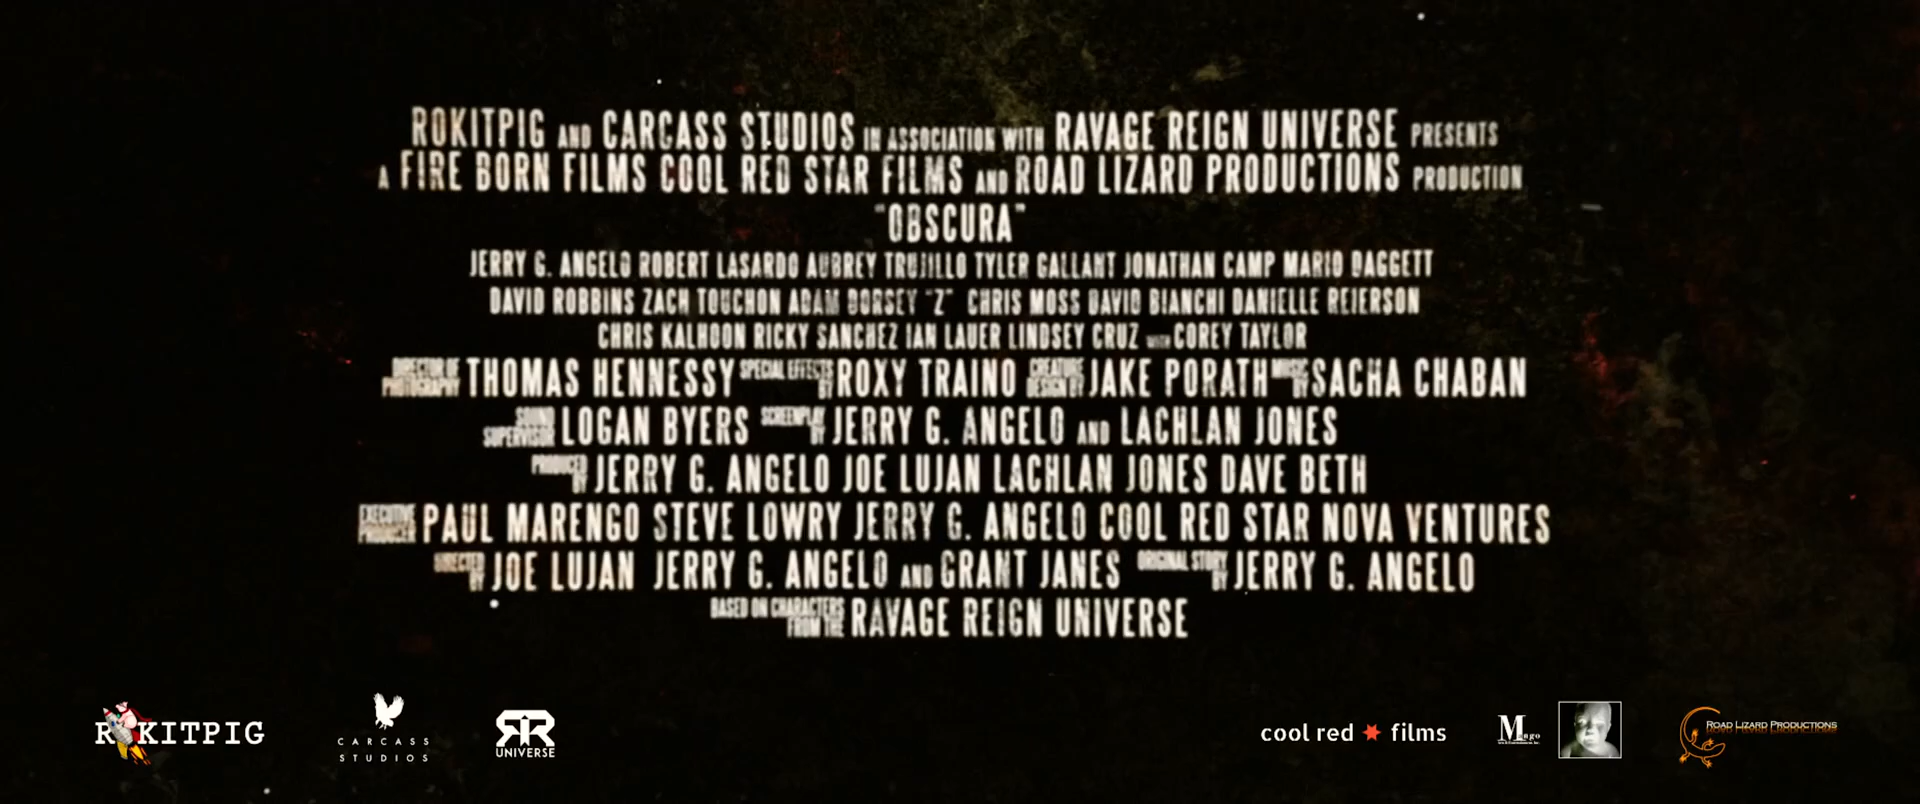 ROKITPIG AND CARCASS STUDIOS IN ASSOCIATION WITH RAVAGE REIGN UNIVERSE PRESENTS
A FIRE BORN FILMS COOL RED STAR FILMS AND ROAD LIZARD PRODUCTIONS PRODUCTION
"OBSCURA"
JERRY G. ANGELO ROBERT LASARDO AUBREY TRUJILLO TYLER GALLANT JONATHAN CAMP MARIO DAGGETT
DAVID ROBBINS ZACH TOUCHON ADAM DORSEY "Z" CHRIS MOSS DAVID BIANCHI DANIELLE REIERSON
CHRIS KALHOON RICKY SANCHEZ IAN LAUER LINDSEY CRUZ WITH COREY TAYLOR
DIRECTOR OF PHOTOGRAPHY THOMAS HENNESSY SPECIAL EFFECTS BY ROXY TRAINO CREATURE DESIGN BY JAKE PORATH MUSIC BY SACHA CHABAN
SOUND SUPERVISOR LOGAN BYERS SCREENPLAY BY JERRY G. ANGELO AND LACHLAN JONES
PRODUCED BY JERRY G. ANGELO JOE LUJAN LACHLAN JONES DAVE BETH
EXECUTIVE PRODUCER PAUL MARENGO STEVE LOWRY JERRY G. ANGELO COOL RED STAR NOVA VENTURES
DIRECTED BY JOE LUJAN JERRY G. ANGELO AND GRANT JANES ORIGINAL STORY BY JERRY G. ANGELO
BASED ON CHARACTERS FROM THE RAVAGE REIGN UNIVERSE
R KITPIG
CARCASS STUDIOS
RR UNIVERSE
cool red films
Mago
ROAD LIZARD PRODUCTIONS